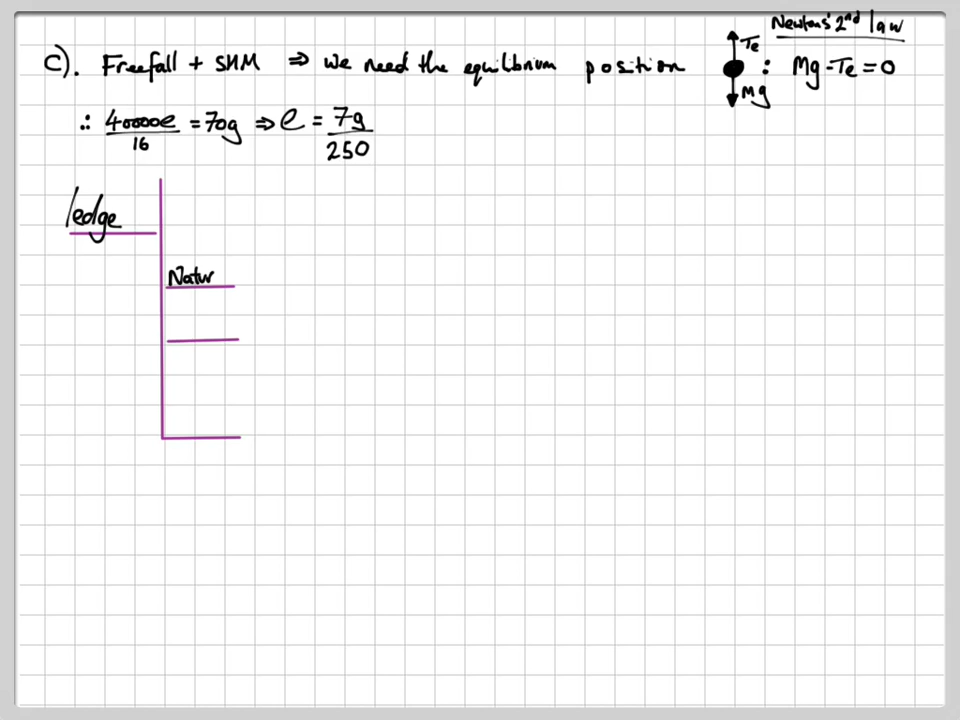 Newtons' 2nd law
C). Freefall + SHM ⇒ we need the equilibrium position
Te
Mg
: Mg - Te = 0
∴ 40000e/16 = 70g ⇒ e = 7g/250
ledge
Natur